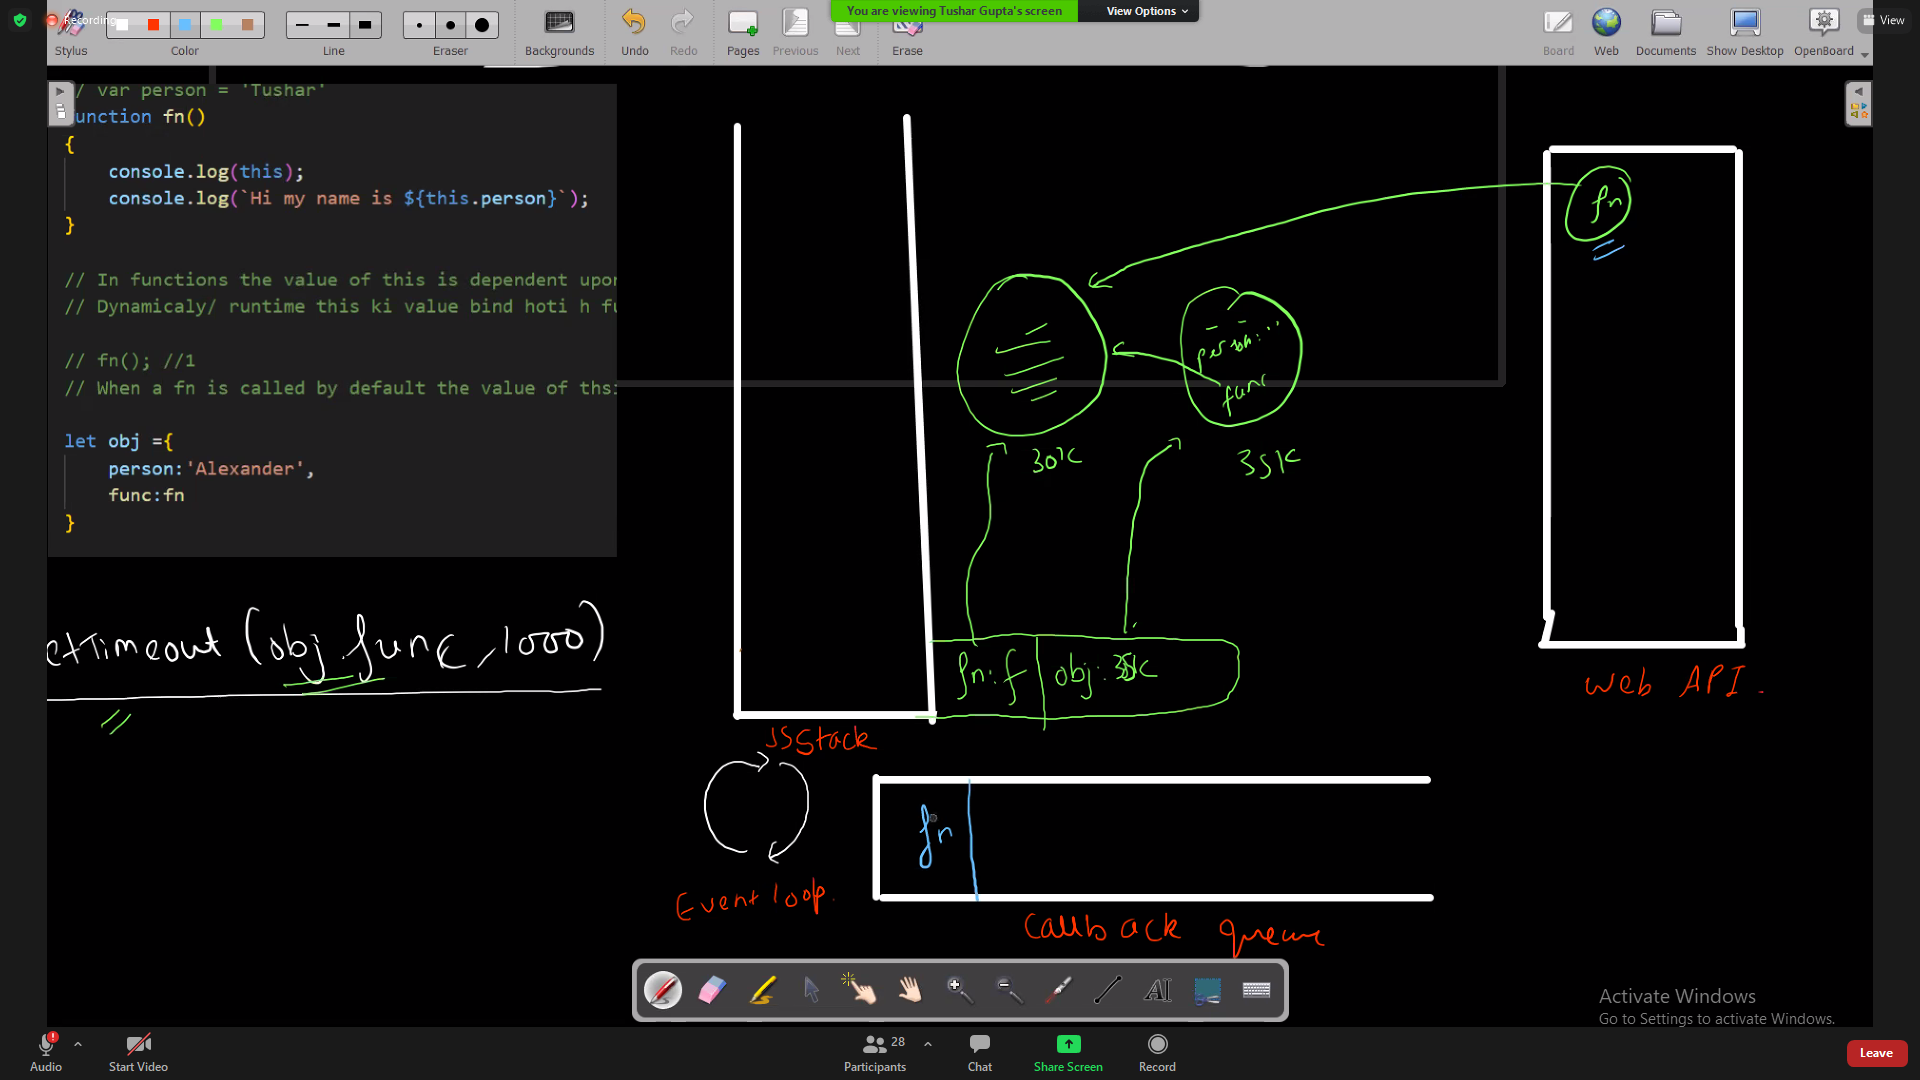 Recording
You are viewing Tushar Gupta's screen
View Options
View
Stylus
Color
Line
Eraser
Backgrounds
Undo
Redo
Pages
Previous
Next
Erase
Board
Web
Documents
Show Desktop
OpenBoard
/ var person = 'Tushar'
unction fn()
{
console.log(this);
console.log(`Hi my name is ${this.person}`);
}
// In functions the value of this is dependent upo
// Dynamicaly/ runtime this ki value bind hoti h fu
// fn(); //1
// When a fn is called by default the value of ths
let obj ={
person:'Alexander',
func:fn
}
etTimeout (obj.func, 1000)
fn
person:
func
30K
35K
fn: f
obj: 35K
JS Stack
Web API.
Event loop.
fn
Callback queue
AI
Activate Windows
Go to Settings to activate Windows.
Audio
Start Video
28
Participants
Chat
Share Screen
Record
Leave